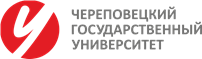 ЧЕРЕПОВЕЦКИЙ
ГОСУДАРСТВЕННЫЙ
УНИВЕРСИТЕТ